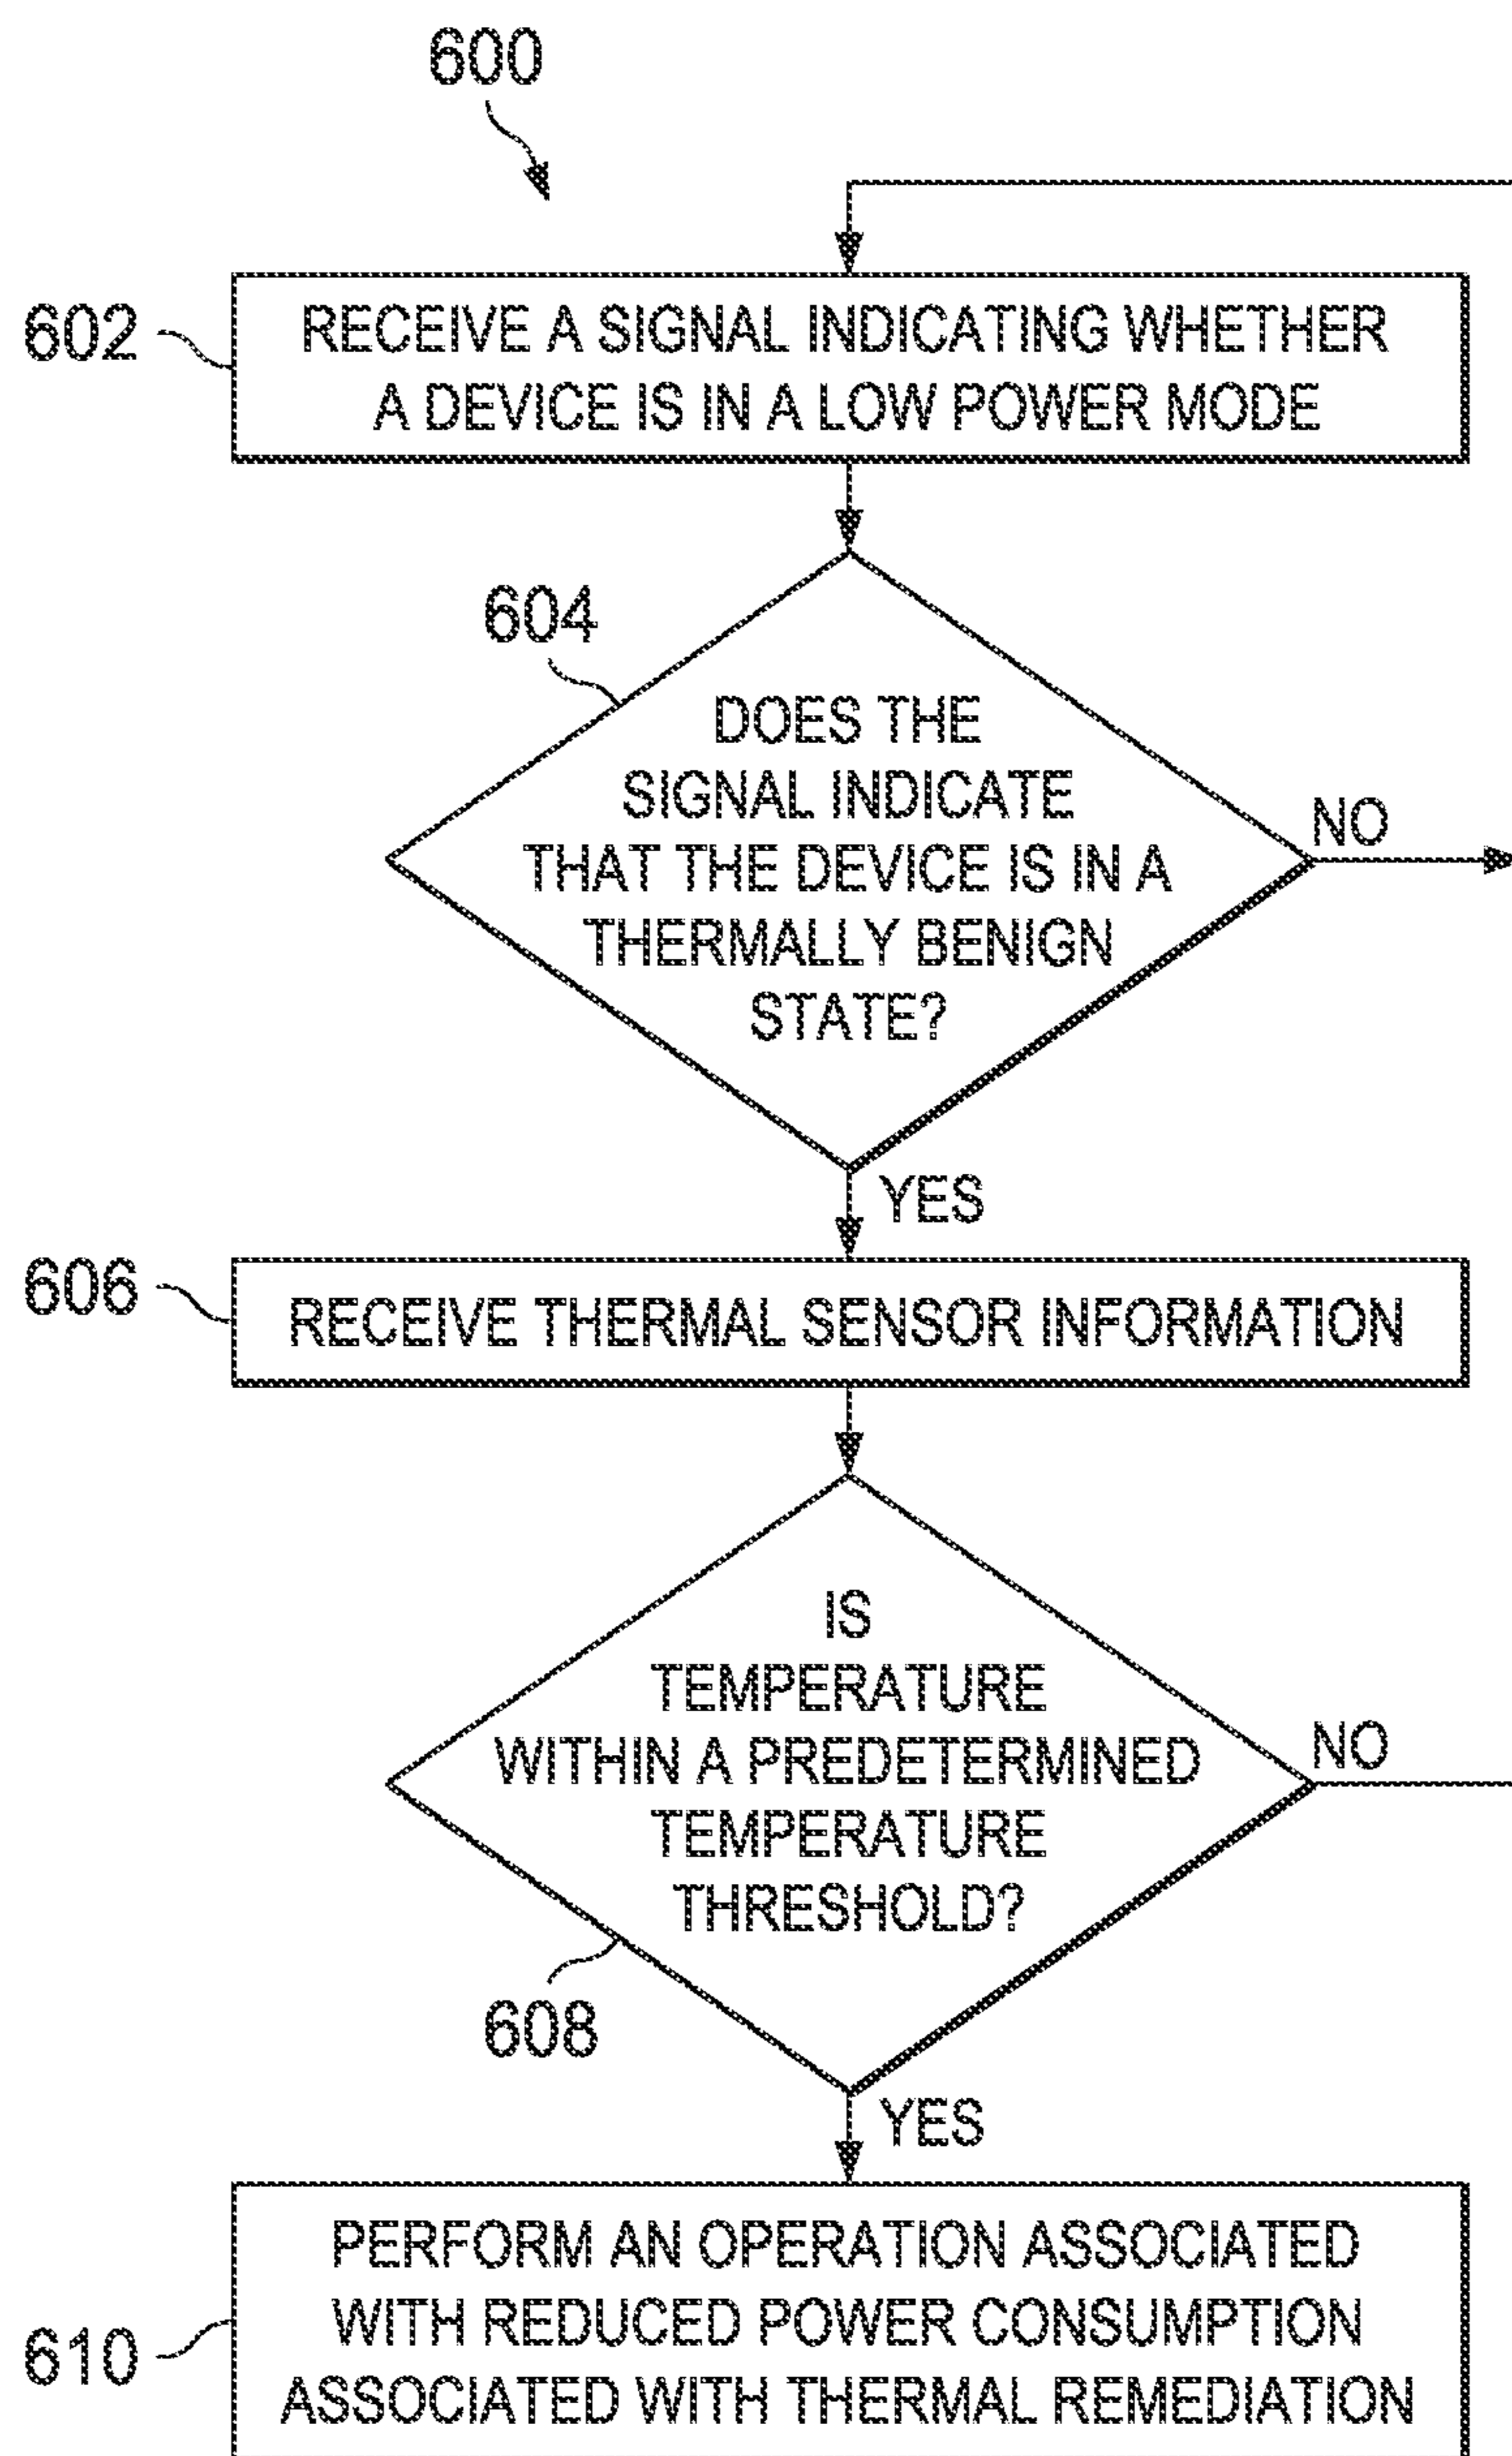 600
602
RECEIVE A SIGNAL INDICATING WHETHER
A DEVICE IS IN A LOW POWER MODE
604
DOES THE
SIGNAL INDICATE
THAT THE DEVICE IS IN A
THERMALLY BENIGN
STATE?
NO
YES
606
RECEIVE THERMAL SENSOR INFORMATION
IS
TEMPERATURE
WITHIN A PREDETERMINED
TEMPERATURE
THRESHOLD?
NO
608
YES
610
PERFORM AN OPERATION ASSOCIATED
WITH REDUCED POWER CONSUMPTION
ASSOCIATED WITH THERMAL REMEDIATION